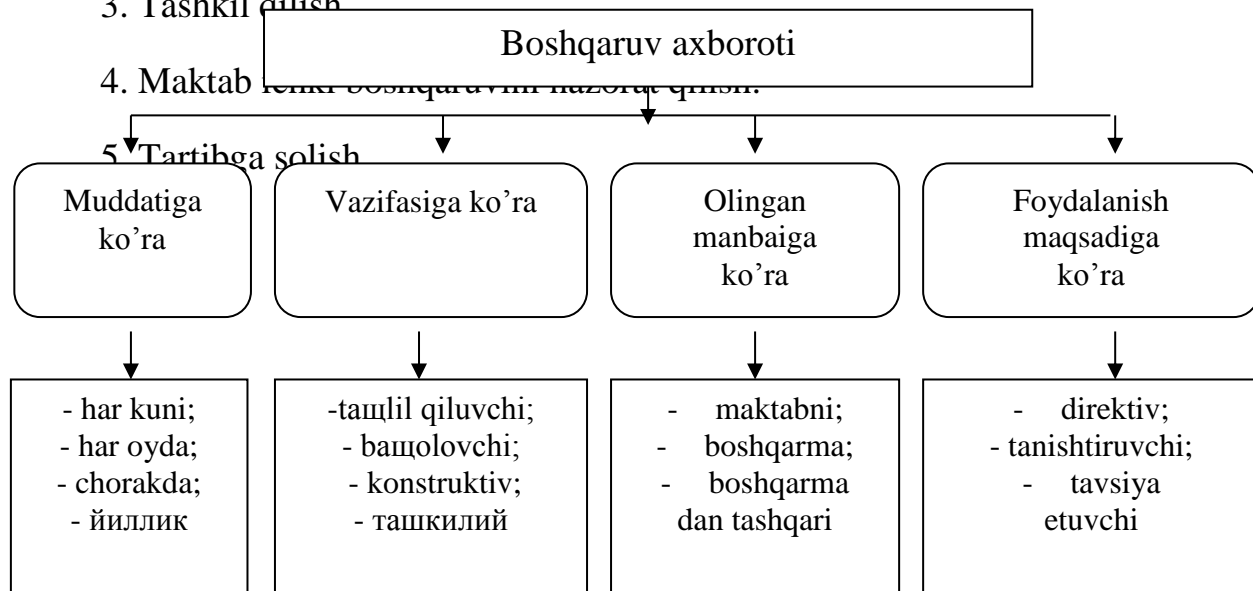 3. Tashkil qilish
Boshqaruv axboroti
4. Maktab ichki boshqaruvini nazorat qilish.
5. Tartibga solish
Muddatiga
ko’ra
Vazifasiga ko’ra
Olingan
manbaiga
ko’ra
Foydalanish
maqsadiga
ko’ra
- har kuni;
- har oyda;
- chorakda;
- йиллик
-taщlil qiluvchi;
- baщolovchi;
- konstruktiv;
- ташкилий
- maktabni;
- boshqarma;
- boshqarma
dan tashqari
- direktiv;
- tanishtiruvchi;
- tavsiya
etuvchi